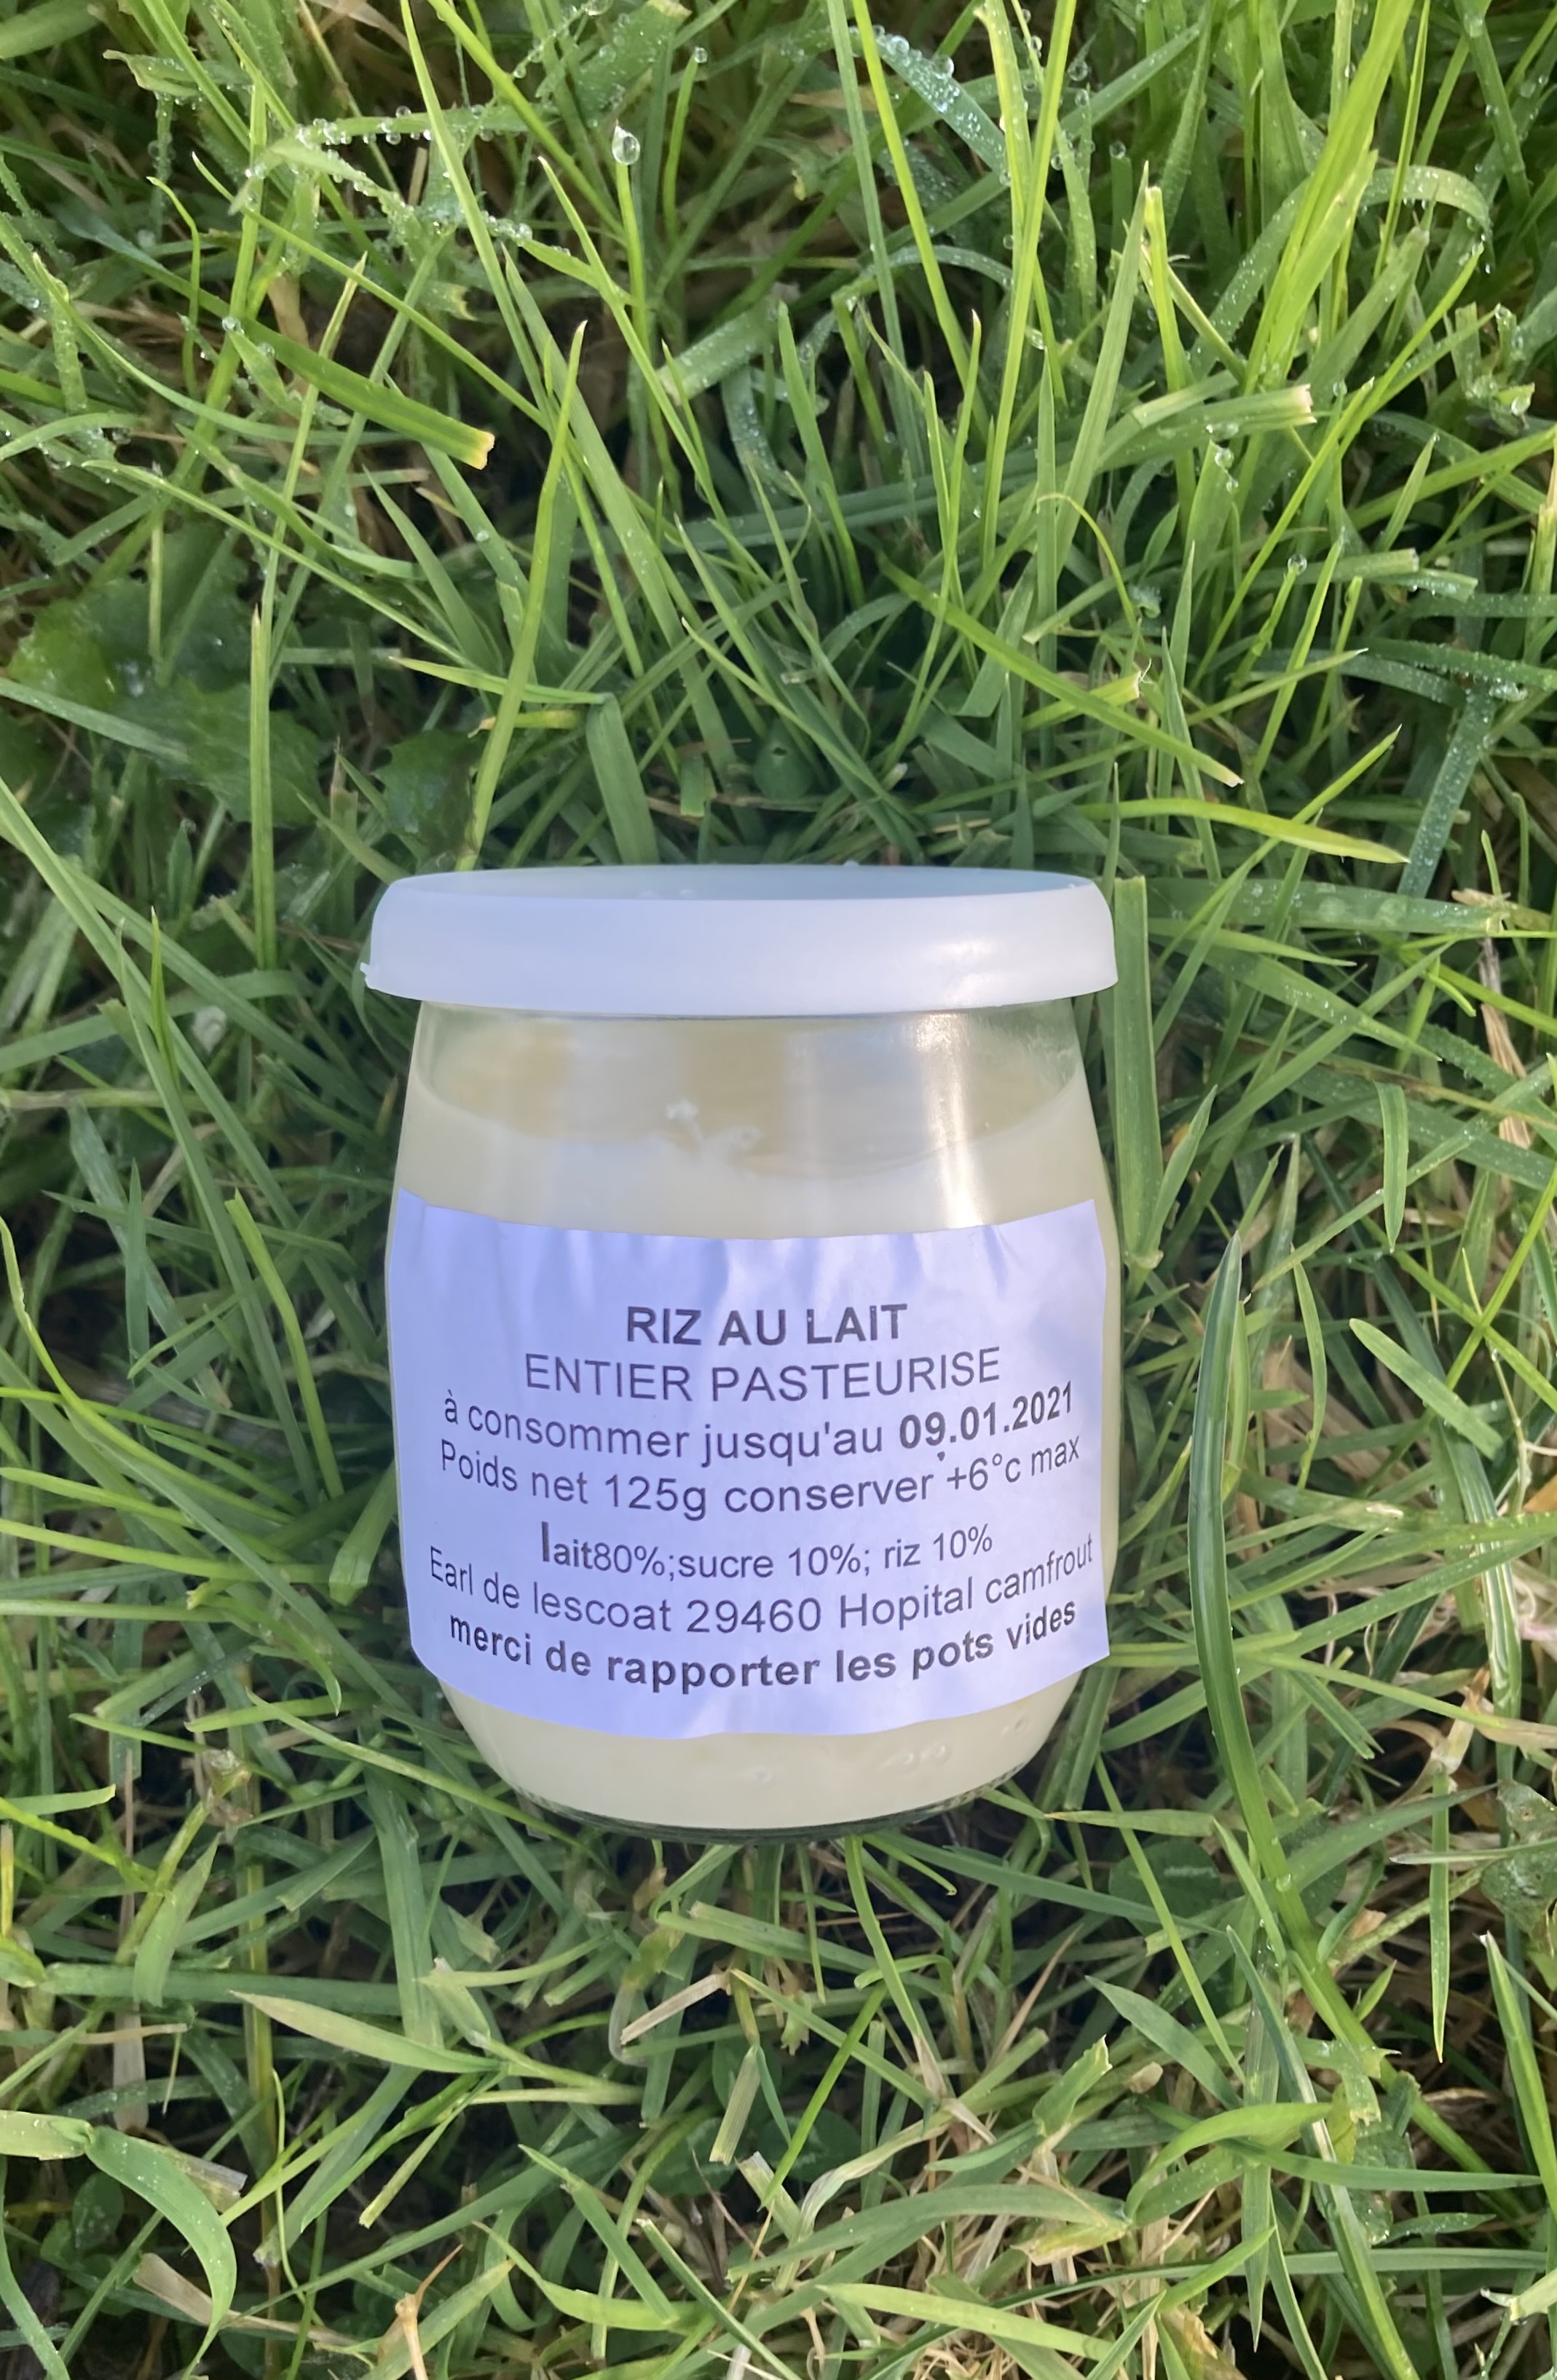 RIZ AU LAIT
ENTIER PASTEURISE
à consommer jusqu'au 09.01.2021
Poids net 125g conserver +6°c max
lait80%;sucre 10%; riz 10%
Earl de lescoat 29460 Hopital camfrout
merci de rapporter les pots vides